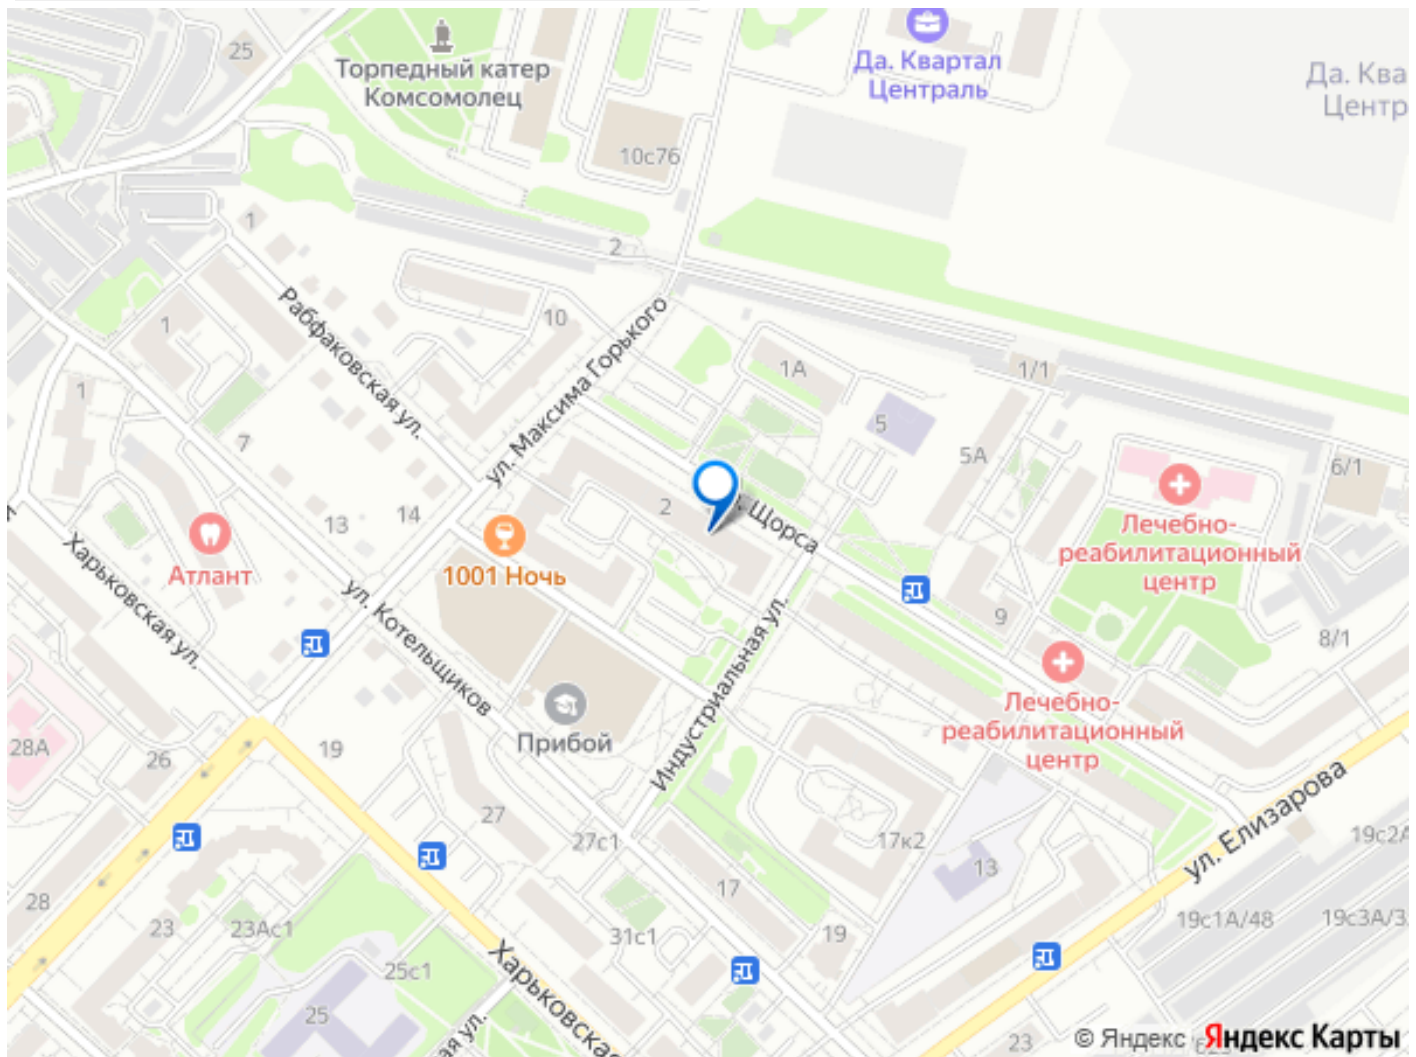 25
Торпедный катер
Комсомолец
Да. Квартал
Централь
Да. Ква
Центр
10с76
1
2
Рабфаковская ул.
10
ул. Максима Горького
1
1А
1/1
1
7
5
5А
6/1
2
Щорса
13
14
Атлант
1001 Ночь
Лечебно-
реабилитационный
центр
Харьковская ул.
ул. Котельщиков
Индустриальная ул.
9
8/1
Лечебно-
реабилитационный
центр
28А
26
19
Прибой
27
27с1
17к2
13
ул. Елизарова
19с2А
17
28
23
23Ас1
31с1
19
19с1А/48
19с3А/3
25с1
25
Харьковская
ая ул.
23
© Яндекс
Яндекс Карты